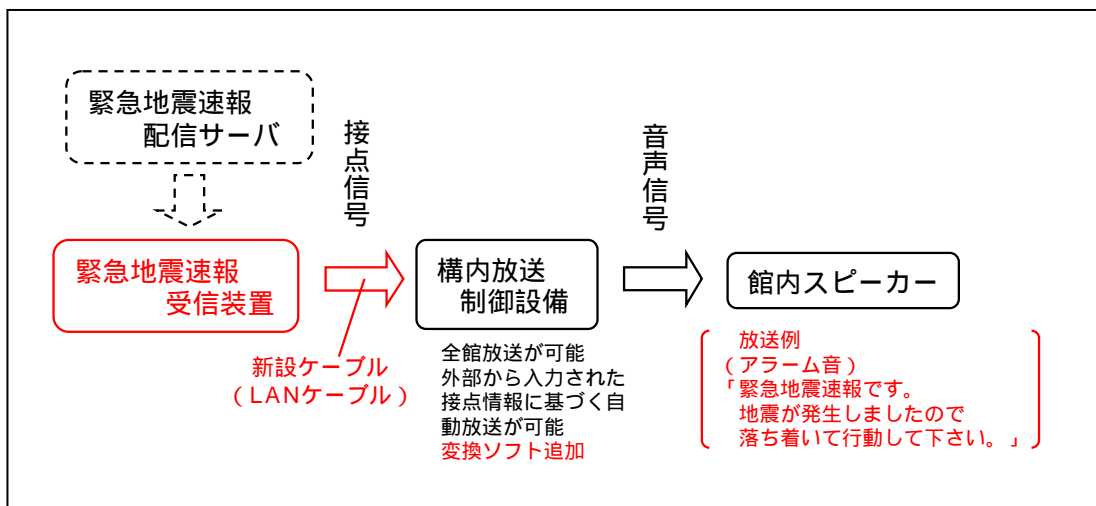 緊急地震速報
配信サーバ
接点信号
音声信号
緊急地震速報
受信装置
構内放送
制御設備
館内スピーカー
新設ケーブル
（LANケーブル）
全館放送が可能
外部から入力された
接点情報に基づく自
動放送が可能
変換ソフト追加
放送例
（アラーム音）
「緊急地震速報です。
地震が発生しましたので
落ち着いて行動して下さい。」